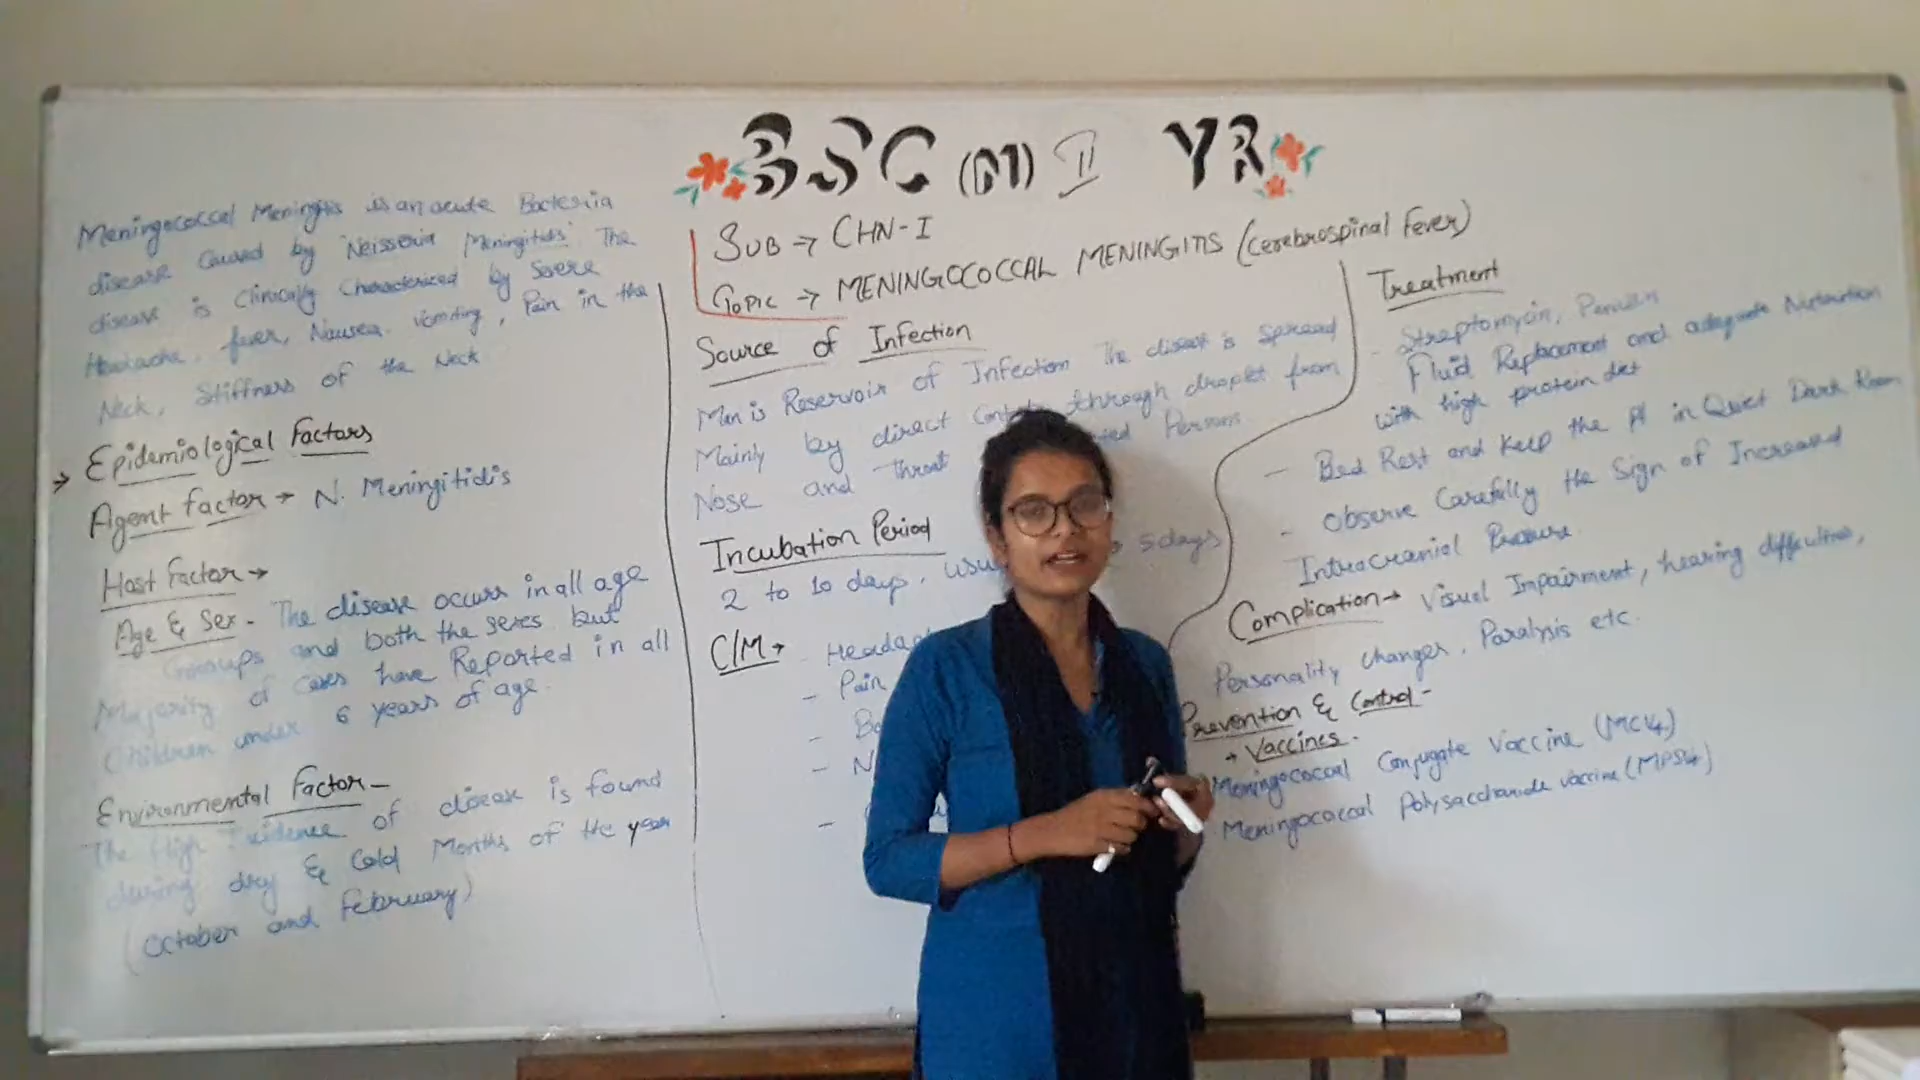 BSC (N) II YR
SUB → CHN-I
Topic → MENINGOCOCCAL MENINGITIS (Cerebrospinal Fever)
Meningococcal Meningitis is an acute Bacteria
disease caused by Neisseria Meningitidis The
disease is clinically characterized by Severe
Headache, fever, Nausea, vomiting, Pain in the
Neck, Stiffness of the Neck
→ Epidemiological Factors
Agent factor → N. Meningitidis
Host Factor →
Age & Sex - The disease occurs in all age
Groups and both the sexes but
Majority of cases have Reported in all
Children under 6 years of age.
Environmental Factor -
The High Incidence of disease is found
during dry & Cold Months of the year
(October and February)
Source of Infection
Man is Reservoir of Infection The disease is spread
Mainly by direct through droplet from
Nose and throat Persons.
Incubation Period
2 to 10 days, 5 days
C/M →
- Pain
Treatment
- Streptomycin,
Fluid Replacement and adequate Nutrition
with high protein diet
- Bed Rest and Keep the Pt in Quiet Dark Room
- Observe Carefully the Sign of Increased
Intracranial Pressure.
Complication → Visual Impairment, hearing difficulties,
Personality changes, Paralysis etc.
Prevention & Control -
→ Vaccines.
Meningococcal Conjugate Vaccine (MCV4)
Meningococcal Polysaccharide vaccine (MPSV4)